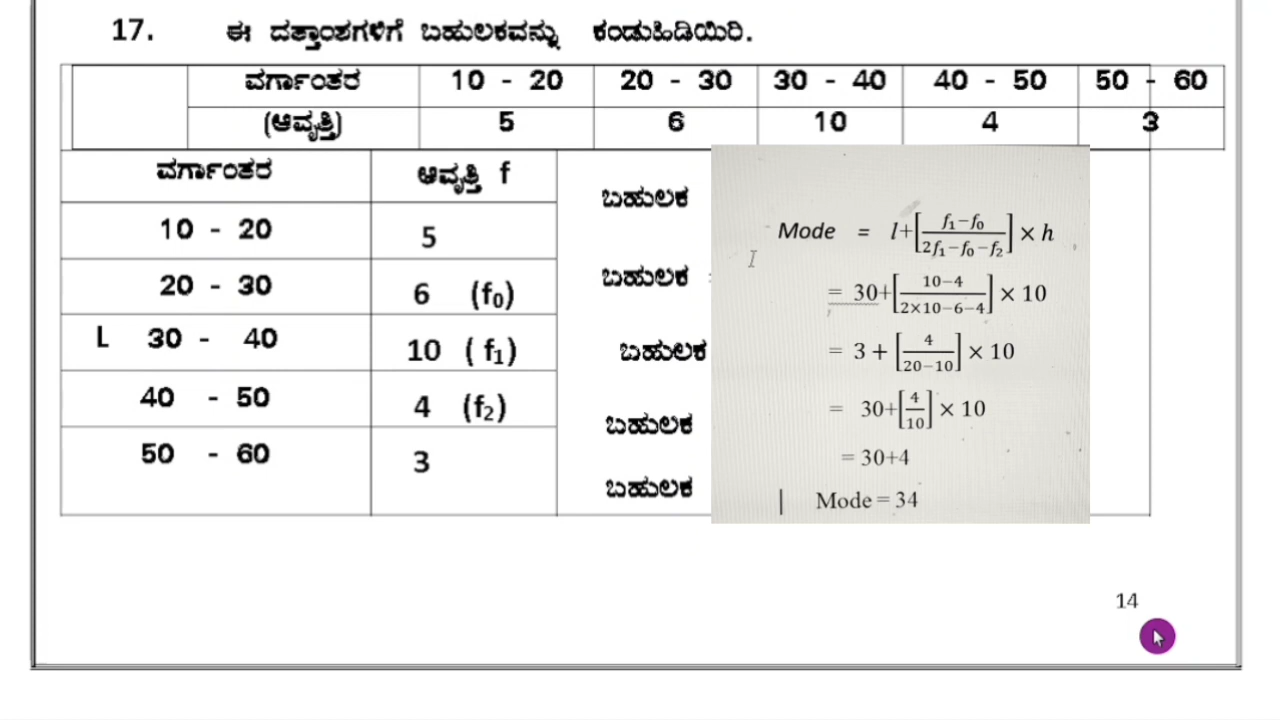 17. ಈ ದತ್ತಾಂಶಗಳಿಗೆ ಬಹುಲಕವನ್ನು ಕಂಡುಹಿಡಿಯಿರಿ.
ವರ್ಗಾಂತರ 10 - 20 20 - 30 30 - 40 40 - 50 50 - 60
(ಆವೃತ್ತಿ) 5 6 10 4 3
ವರ್ಗಾಂತರ ಆವೃತ್ತಿ f
10 - 20 5
20 - 30 6 (f₀)
L 30 - 40 10 ( f₁)
40 - 50 4 (f₂)
50 - 60 3
ಬಹುಲಕ
ಬಹುಲಕ
ಬಹುಲಕ
ಬಹುಲಕ
ಬಹುಲಕ
Mode = l+[f₁−f₀ / 2f₁−f₀−f₂] × h
= 30+[10−4 / 2×10−6−4] × 10
= 3 + [4 / 20−10] × 10
= 30+[4 / 10] × 10
= 30+4
Mode = 34
14